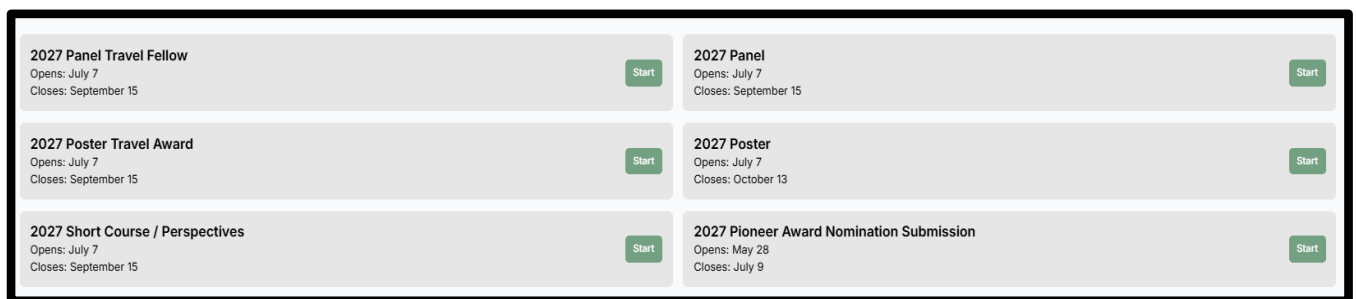 2027 Panel Travel Fellow
Opens: July 7
Closes: September 15
Start
2027 Panel
Opens: July 7
Closes: September 15
Start
2027 Poster Travel Award
Opens: July 7
Closes: September 15
Start
2027 Poster
Opens: July 7
Closes: October 13
Start
2027 Short Course / Perspectives
Opens: July 7
Closes: September 15
Start
2027 Pioneer Award Nomination Submission
Opens: May 28
Closes: July 9
Start